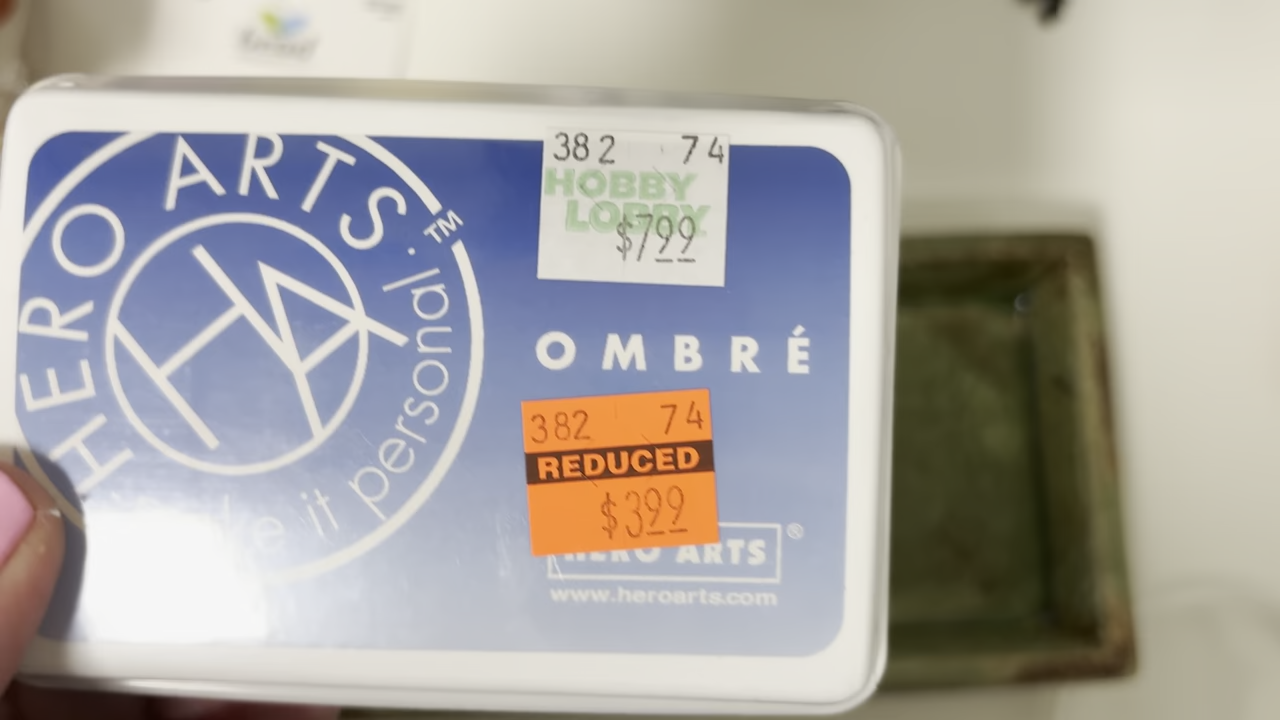 HERO ARTS.™
it personal.
HA
382 74
HOBBY
LOBBY
$7.99
OMBRÉ
382 74
REDUCED
$3.99
HERO ARTS®
www.heroarts.com